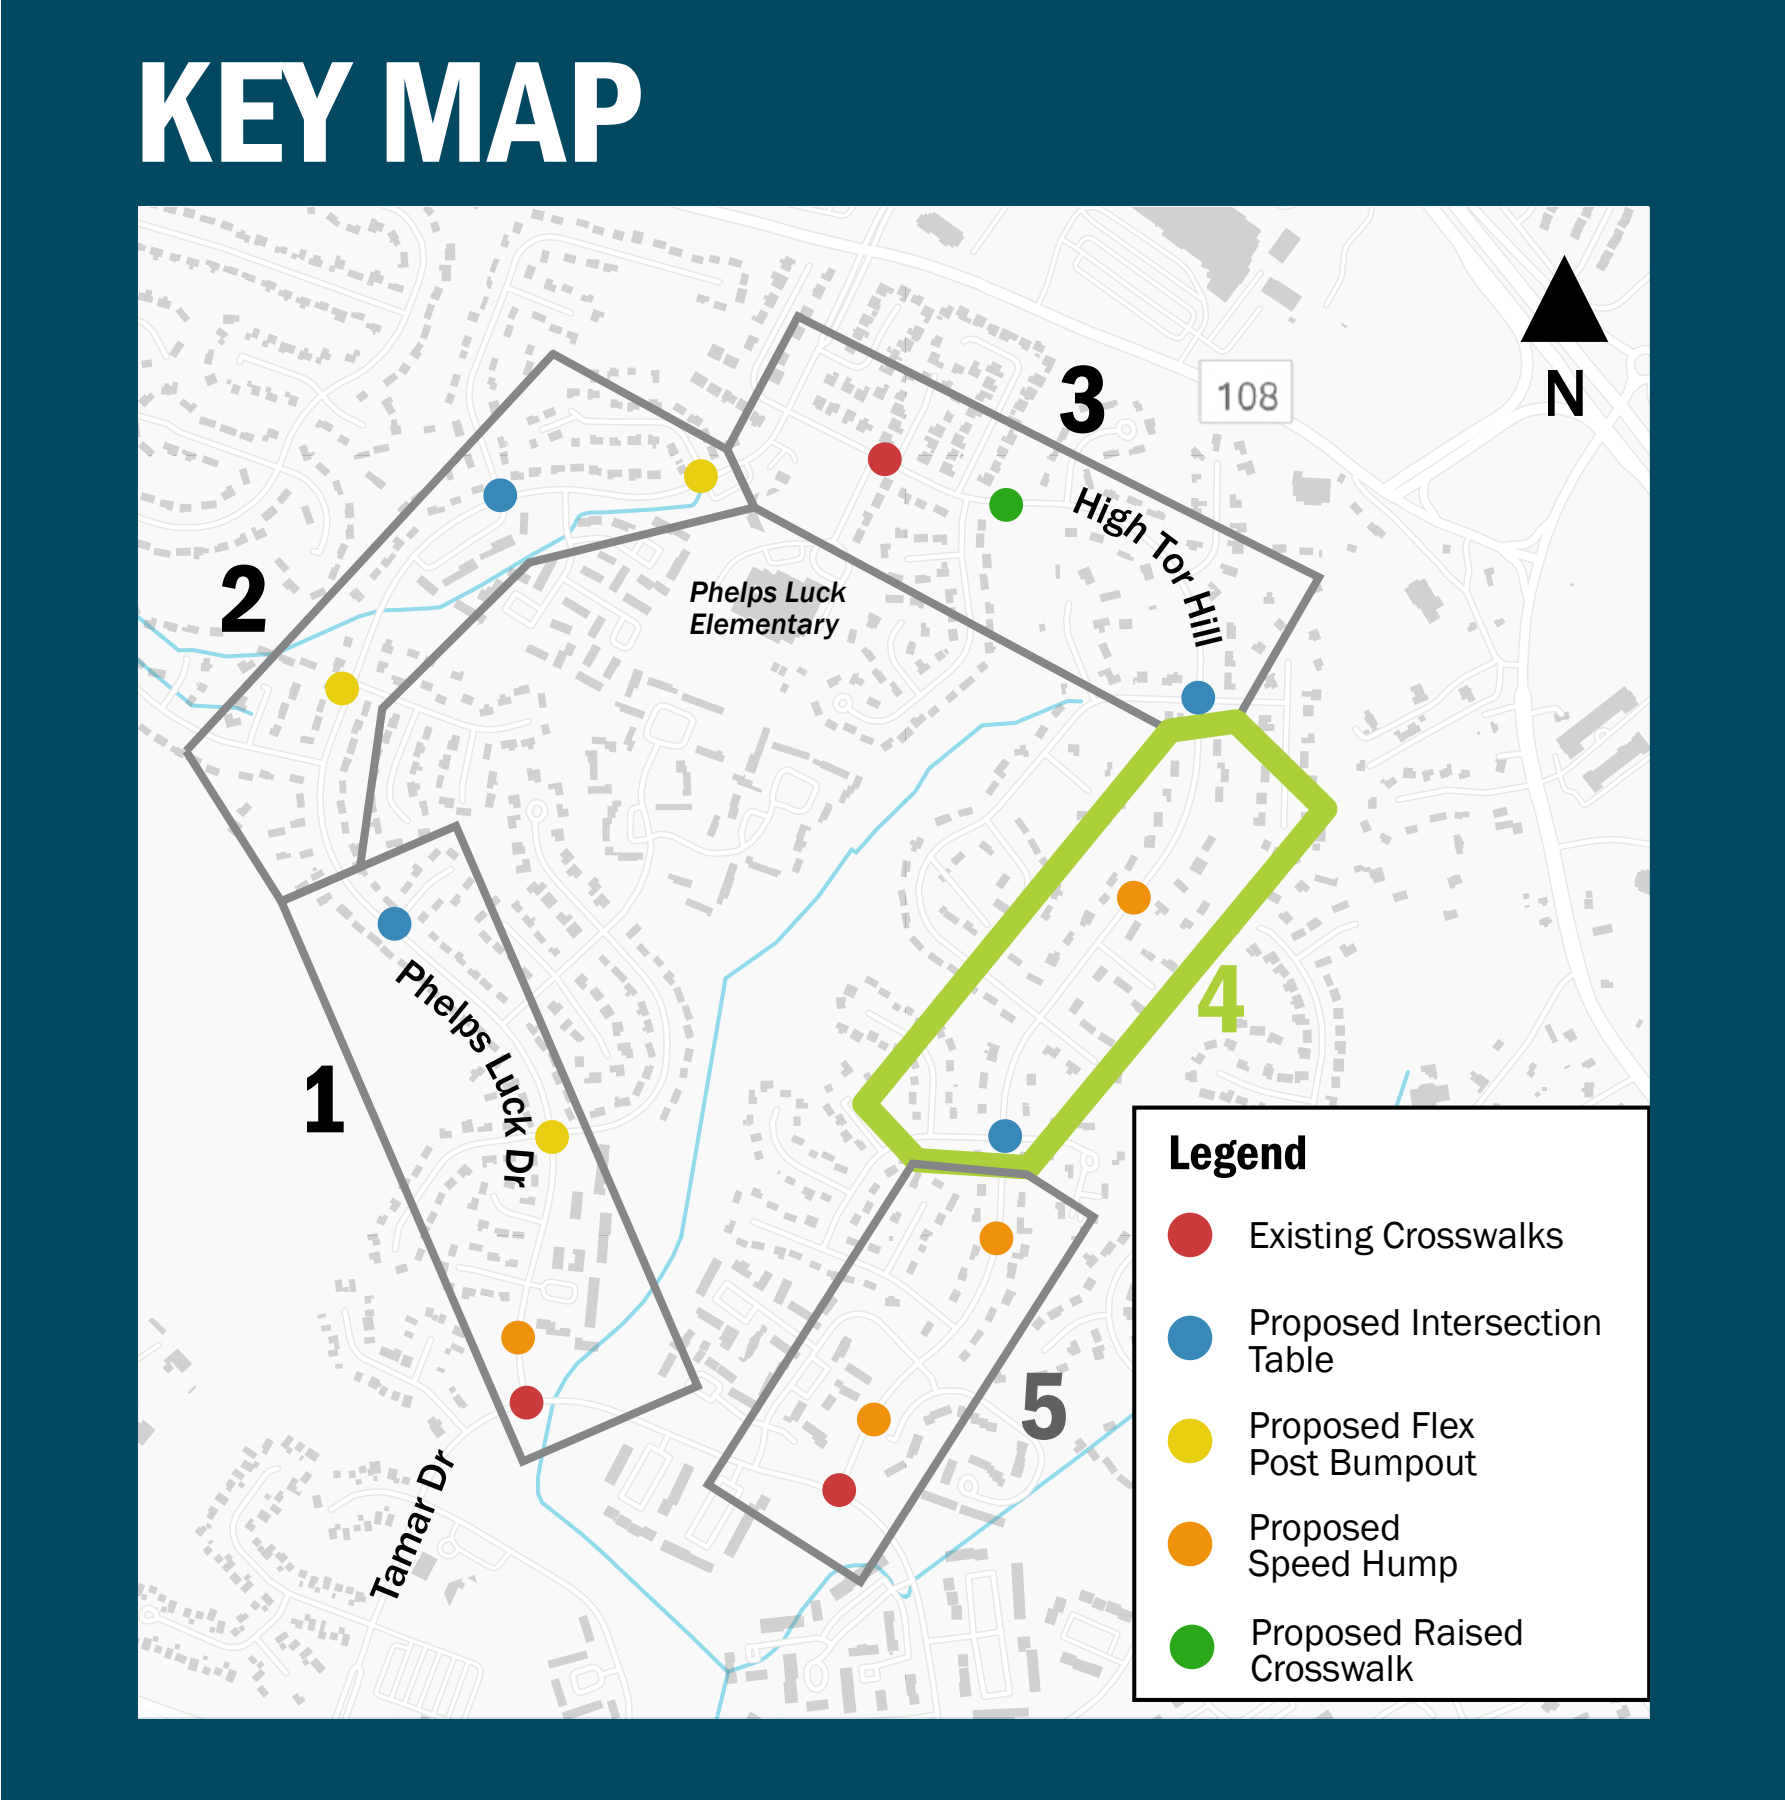 KEY MAP
3
108
N
High Tor Hill
2
Phelps Luck
Elementary
4
Phelps Luck Dr
1
5
Tamar Dr
Legend
Existing Crosswalks
Proposed Intersection
Table
Proposed Flex
Post Bumpout
Proposed
Speed Hump
Proposed Raised
Crosswalk